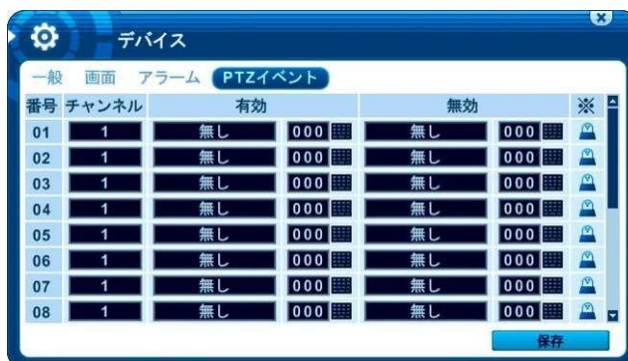 デバイス
一般 画面 アラーム PTZイベント
番号 チャンネル 有効 無効 ※
01 1 無し 000 無し 000
02 1 無し 000 無し 000
03 1 無し 000 無し 000
04 1 無し 000 無し 000
05 1 無し 000 無し 000
06 1 無し 000 無し 000
07 1 無し 000 無し 000
08 1 無し 000 無し 000
保存